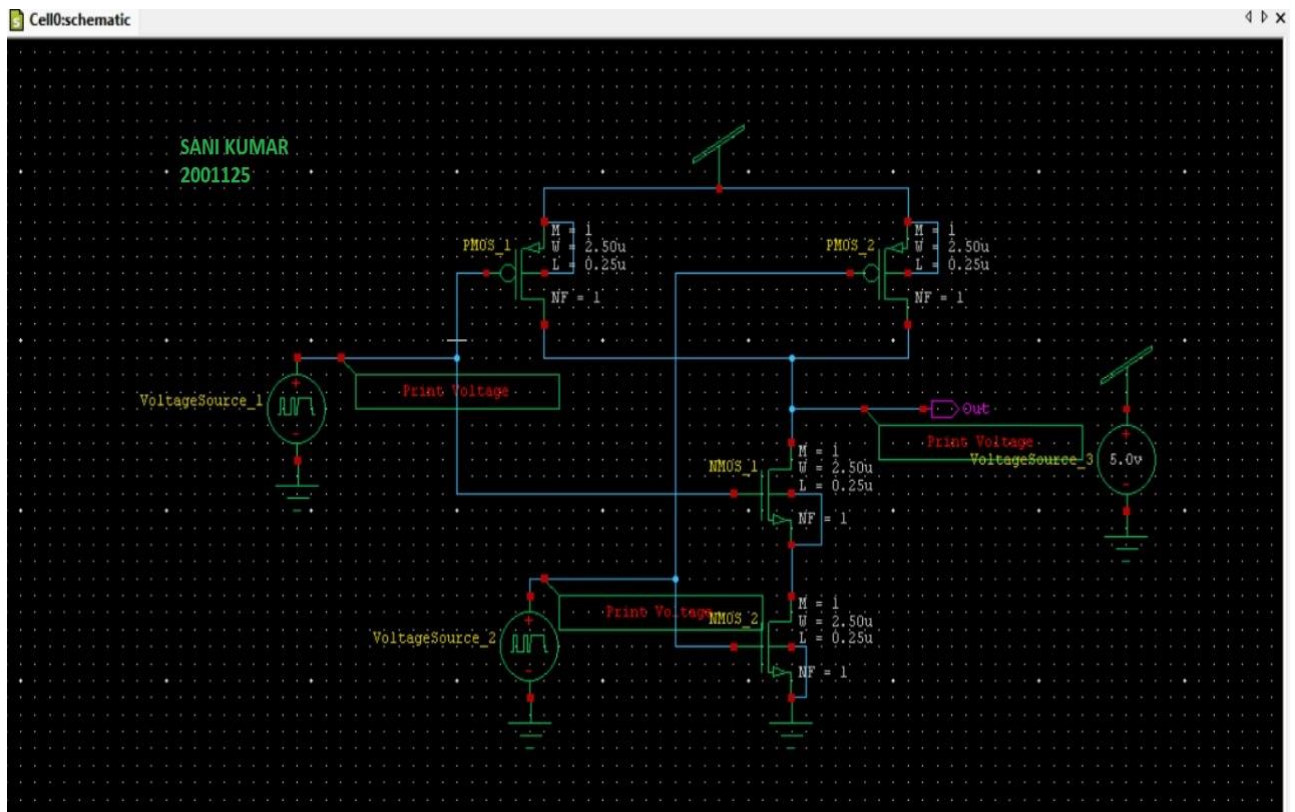 Cell0:schematic
SANI KUMAR
2001125
PMOS_1
M = 1
W = 2.50u
L = 0.25u
NF = 1
PMOS_2
M = 1
W = 2.50u
L = 0.25u
NF = 1
VoltageSource_1
Print Voltage
Out
Print Voltage
VoltageSource_3
5.0v
NMOS_1
M = 1
W = 2.50u
L = 0.25u
NF = 1
VoltageSource_2
Print Voltage
NMOS_2
M = 1
W = 2.50u
L = 0.25u
NF = 1